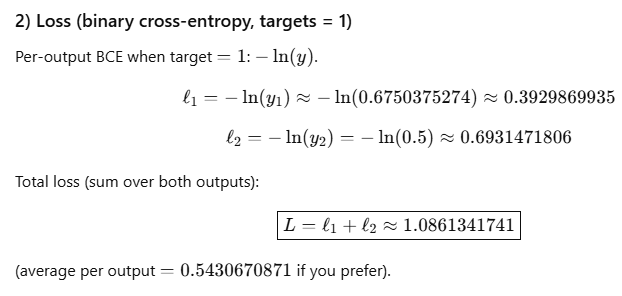 2) Loss (binary cross-entropy, targets = 1)
Per-output BCE when target = 1: − ln(y).
ℓ₁ = − ln(y₁) ≈ − ln(0.6750375274) ≈ 0.3929869935
ℓ₂ = − ln(y₂) = − ln(0.5) ≈ 0.6931471806
Total loss (sum over both outputs):
L = ℓ₁ + ℓ₂ ≈ 1.0861341741
(average per output = 0.5430670871 if you prefer).